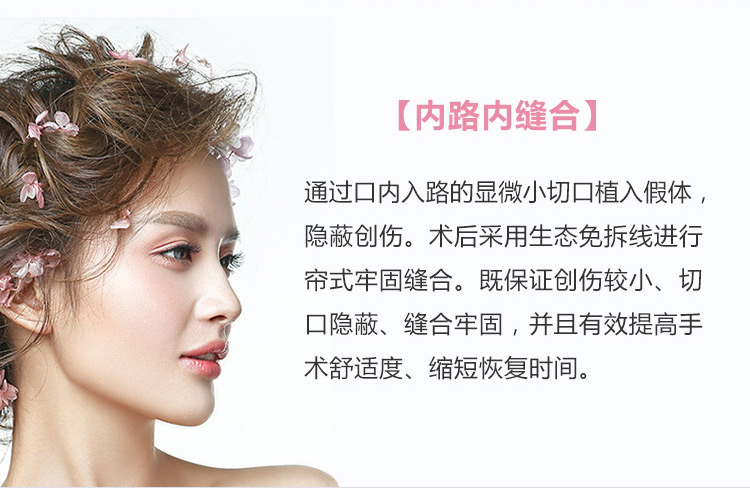 【内路内缝合】
通过口内入路的显微小切口植入假体，
隐蔽创伤。术后采用生态免拆线进行
帘式牢固缝合。既保证创伤较小、切
口隐蔽、缝合牢固，并且有效提高手
术舒适度、缩短恢复时间。